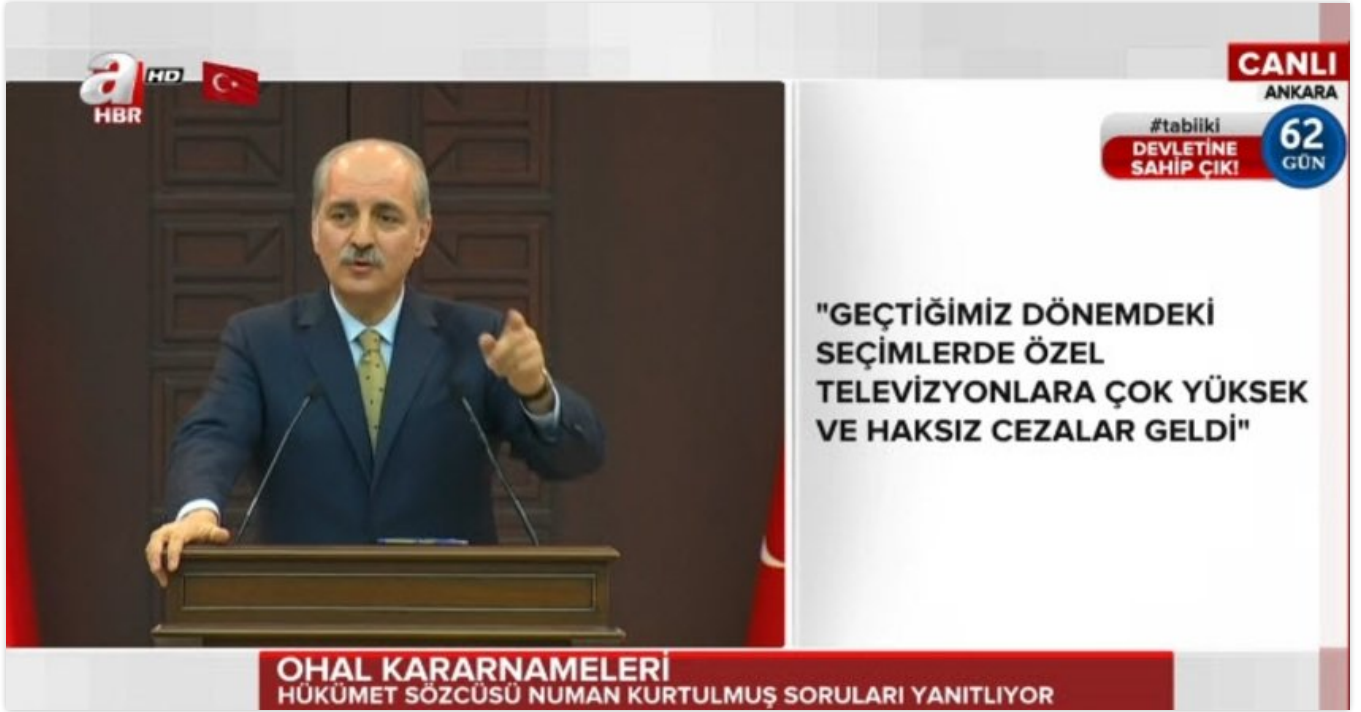 a HD
HBR
CANLI
ANKARA
#tabiiki
DEVLETİNE
SAHİP ÇIK!
62
GÜN
"GEÇTİĞİMİZ DÖNEMDEKİ
SEÇİMLERDE ÖZEL
TELEVİZYONLARA ÇOK YÜKSEK
VE HAKSIZ CEZALAR GELDİ"
OHAL KARARNAMELERİ
HÜKÜMET SÖZCÜSÜ NUMAN KURTULMUŞ SORULARI YANITLIYOR